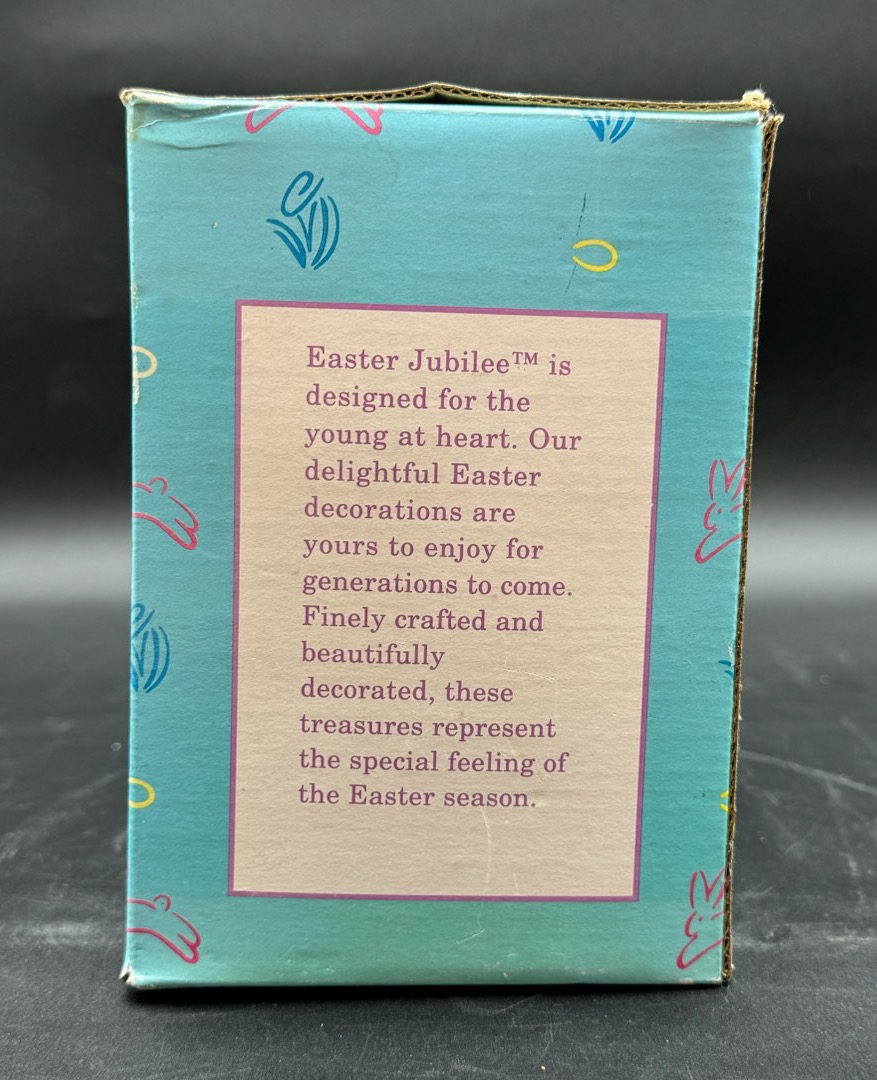 Easter Jubilee™ is
designed for the
young at heart. Our
delightful Easter
decorations are
yours to enjoy for
generations to come.
Finely crafted and
beautifully
decorated, these
treasures represent
the special feeling of
the Easter season.